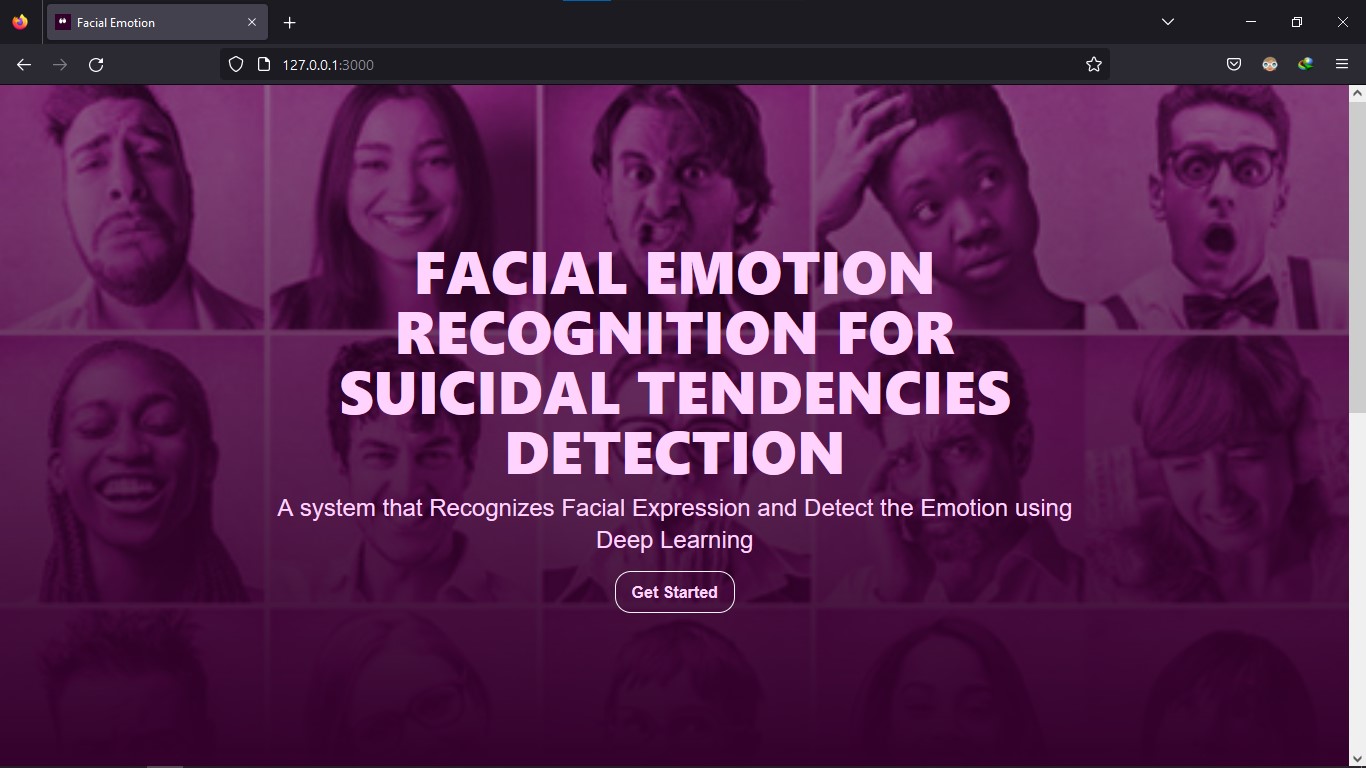 Facial Emotion
127.0.0.1:3000
FACIAL EMOTION
RECOGNITION FOR
SUICIDAL TENDENCIES
DETECTION
A system that Recognizes Facial Expression and Detect the Emotion using
Deep Learning
Get Started